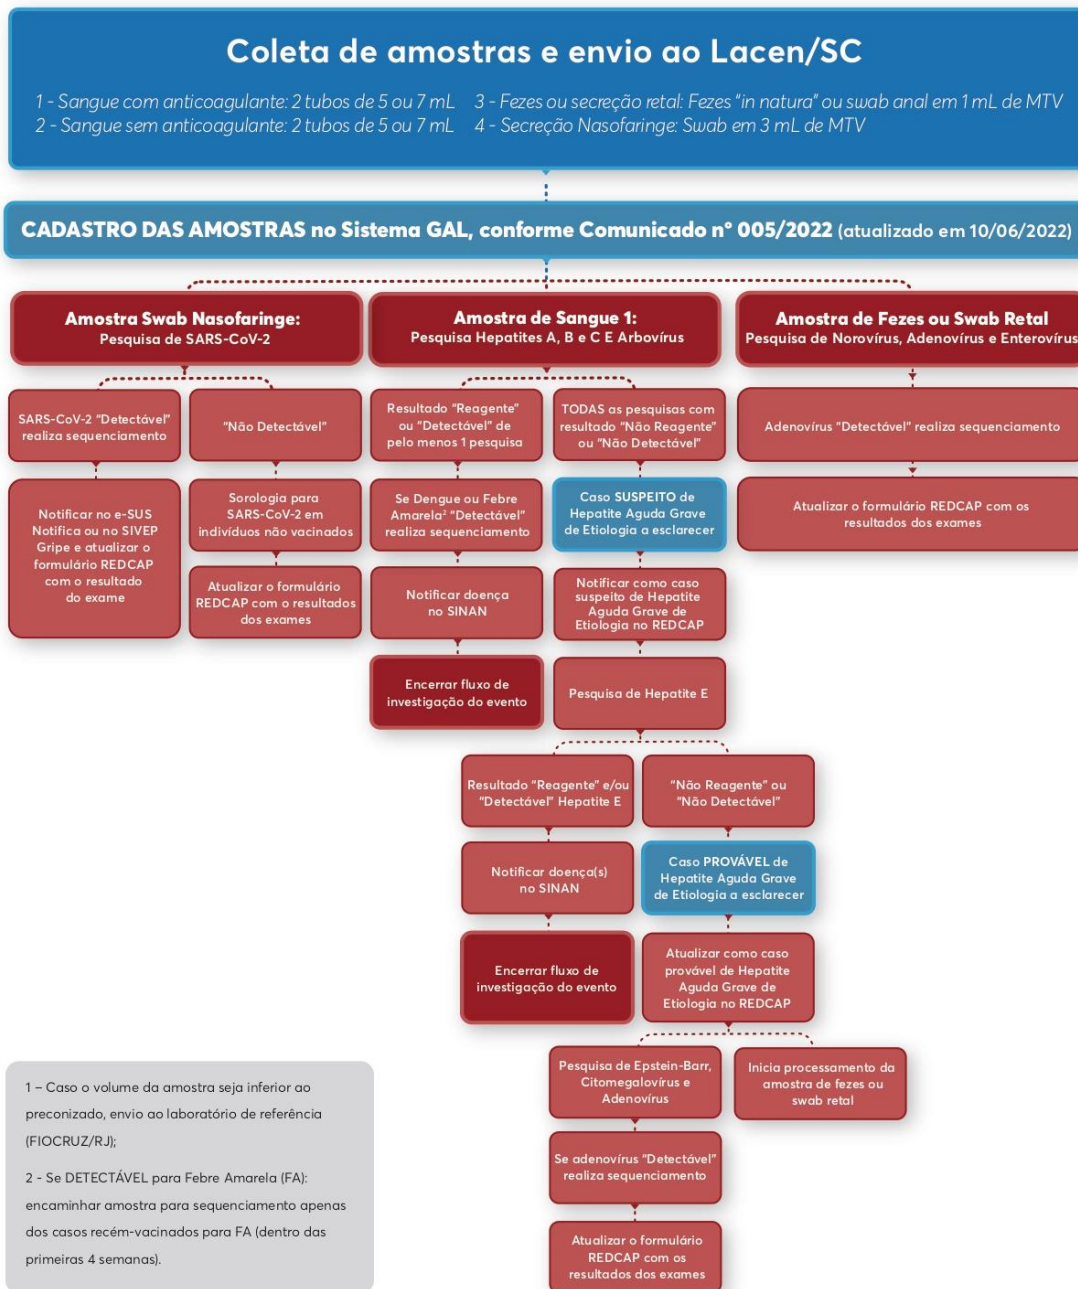 Coleta de amostras e envio ao Lacen/SC
1 - Sangue com anticoagulante: 2 tubos de 5 ou 7 mL
2 - Sangue sem anticoagulante: 2 tubos de 5 ou 7 mL
3 - Fezes ou secreção retal: Fezes "in natura" ou swab anal em 1 mL de MTV
4 - Secreção Nasofaringe: Swab em 3 mL de MTV
CADASTRO DAS AMOSTRAS no Sistema GAL, conforme Comunicado nº 005/2022 (atualizado em 10/06/2022)
Amostra Swab Nasofaringe:
Pesquisa de SARS-CoV-2
Amostra de Sangue 1:
Pesquisa Hepatites A, B e C E Arbovírus
Amostra de Fezes ou Swab Retal
Pesquisa de Norovírus, Adenovírus e Enterovírus
SARS-CoV-2 "Detectável"
realiza sequenciamento
"Não Detectável"
Resultado "Reagente"
ou "Detectável" de
pelo menos 1 pesquisa
TODAS as pesquisas com
resultado "Não Reagente"
ou "Não Detectável"
Adenovírus "Detectável" realiza sequenciamento
Notificar no e-SUS
Notifica ou no SIVEP
Gripe e atualizar o
formulário REDCAP
com o resultado
do exame
Sorologia para
SARS-CoV-2 em
indivíduos não vacinados
Se Dengue ou Febre
Amarela² "Detectável"
realiza sequenciamento
Caso SUSPEITO de
Hepatite Aguda Grave
de Etiologia a esclarecer
Atualizar o formulário REDCAP com os
resultados dos exames
Atualizar o formulário
REDCAP com o resultados
dos exames
Notificar doença
no SINAN
Notificar como caso
suspeito de Hepatite
Aguda Grave de
Etiologia no REDCAP
Encerrar fluxo de
investigação do evento
Pesquisa de Hepatite E
Resultado "Reagente" e/ou
"Detectável" Hepatite E
"Não Reagente" ou
"Não Detectável"
Notificar doença(s)
no SINAN
Caso PROVÁVEL de
Hepatite Aguda Grave
de Etiologia a esclarecer
Encerrar fluxo de
investigação do evento
Atualizar como caso
provável de Hepatite
Aguda Grave de
Etiologia no REDCAP
Pesquisa de Epstein-Barr,
Citomegalovírus e
Adenovírus
Inicia processamento da
amostra de fezes ou
swab retal
Se adenovírus "Detectável"
realiza sequenciamento
Atualizar o formulário
REDCAP com os
resultados dos exames
1 – Caso o volume da amostra seja inferior ao
preconizado, envio ao laboratório de referência
(FIOCRUZ/RJ);
2 - Se DETECTÁVEL para Febre Amarela (FA):
encaminhar amostra para sequenciamento apenas
dos casos recém-vacinados para FA (dentro das
primeiras 4 semanas).